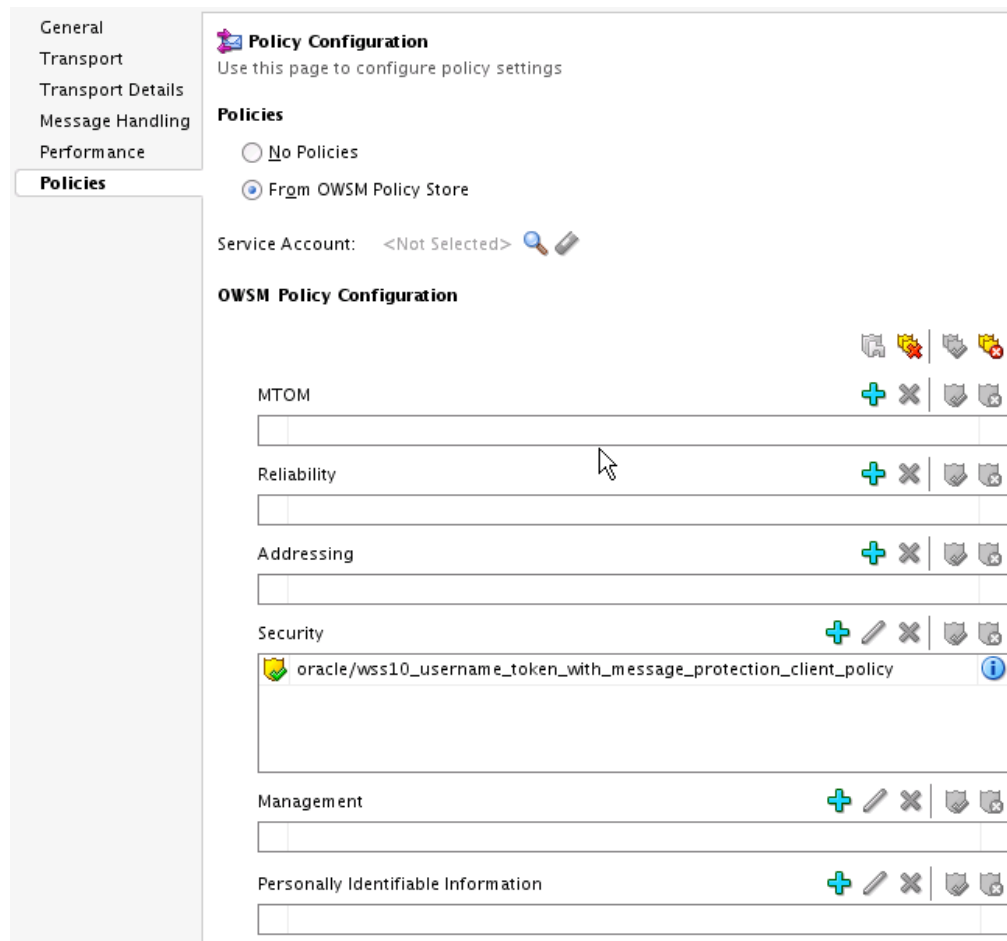 General
Transport
Transport Details
Message Handling
Performance
Policies
Policy Configuration
Use this page to configure policy settings
Policies
No Policies
From OWSM Policy Store
Service Account: <Not Selected>
OWSM Policy Configuration
MTOM
Reliability
Addressing
Security
oracle/wss10_username_token_with_message_protection_client_policy
Management
Personally Identifiable Information